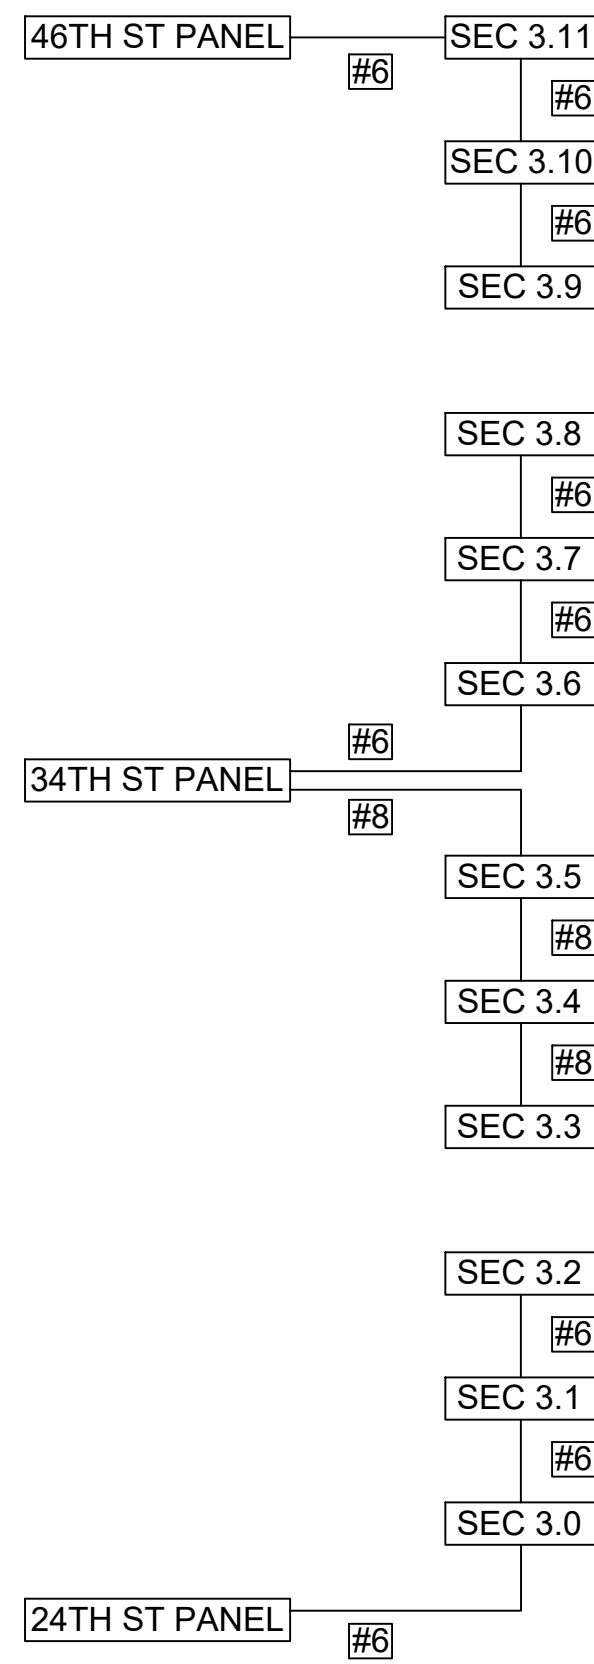 46TH ST PANEL
SEC 3.11
#6
#6
SEC 3.10
#6
SEC 3.9
SEC 3.8
#6
SEC 3.7
#6
SEC 3.6
#6
34TH ST PANEL
#8
SEC 3.5
#8
SEC 3.4
#8
SEC 3.3
SEC 3.2
#6
SEC 3.1
#6
SEC 3.0
24TH ST PANEL
#6